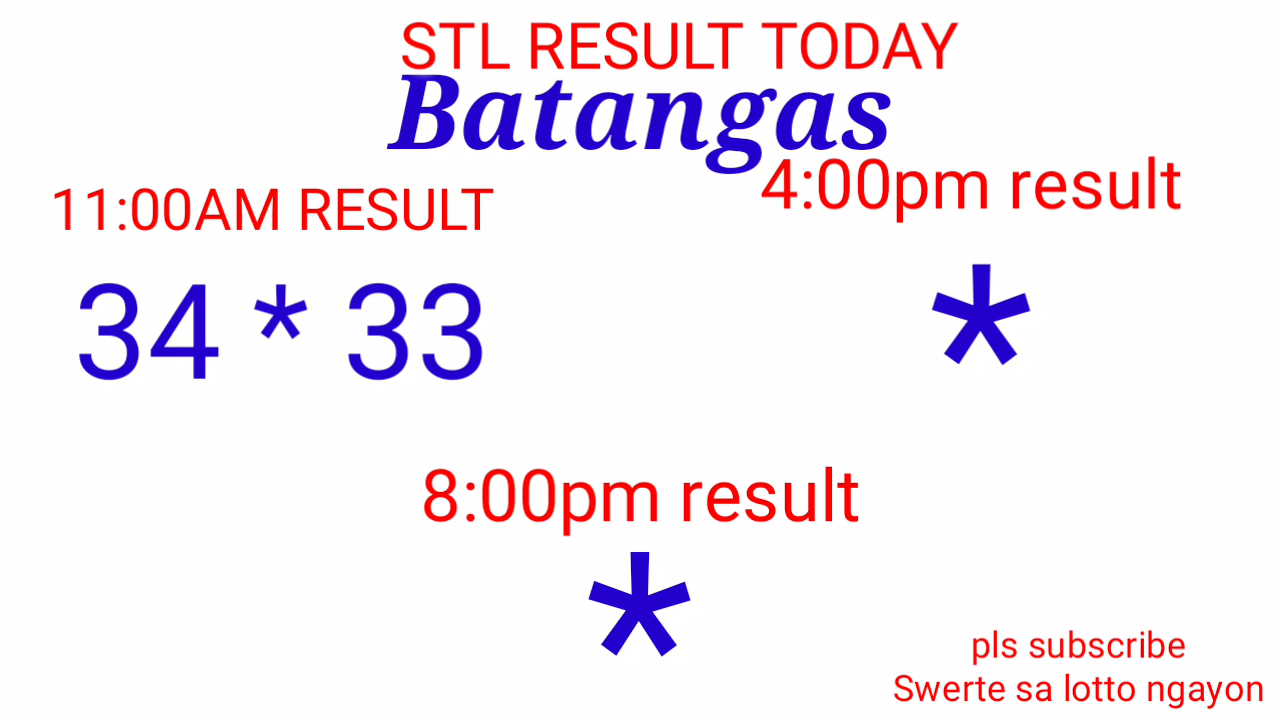 STL RESULT TODAY
Batangas
11:00AM RESULT
34 * 33
4:00pm result
*
8:00pm result
*
pls subscribe
Swerte sa lotto ngayon